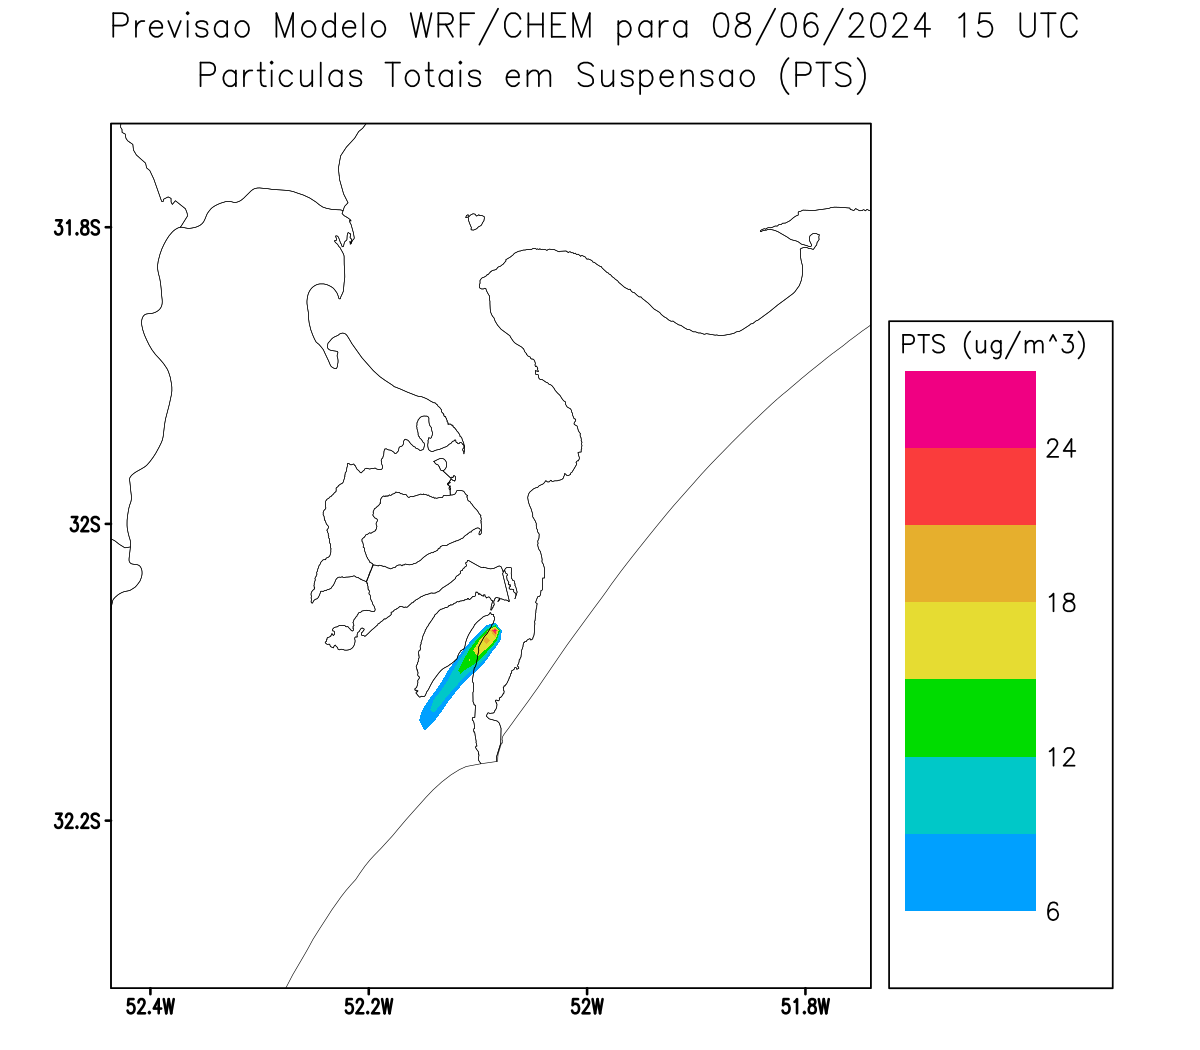 Previsao Modelo WRF/CHEM para 08/06/2024 15 UTC
Particulas Totais em Suspensao (PTS)
31.8S
32S
32.2S
52.4W
52.2W
52W
51.8W
PTS (ug/m^3)
24
18
12
6